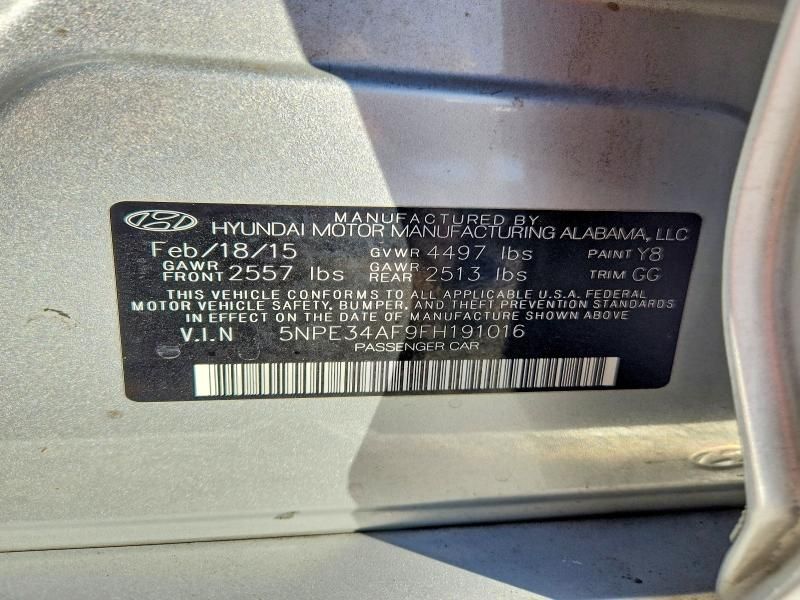 MANUFACTURED BY
HYUNDAI MOTOR MANUFACTURING ALABAMA, LLC
Feb/18/15 GVWR 4497 lbs PAINT Y8
GAWR FRONT 2557 lbs GAWR REAR 2513 lbs TRIM GG
THIS VEHICLE CONFORMS TO ALL APPLICABLE U.S.A. FEDERAL
MOTOR VEHICLE SAFETY, BUMPER, AND THEFT PREVENTION STANDARDS
IN EFFECT ON THE DATE OF MANUFACTURE SHOWN ABOVE.
V.I.N 5NPE34AF9FH191016
PASSENGER CAR